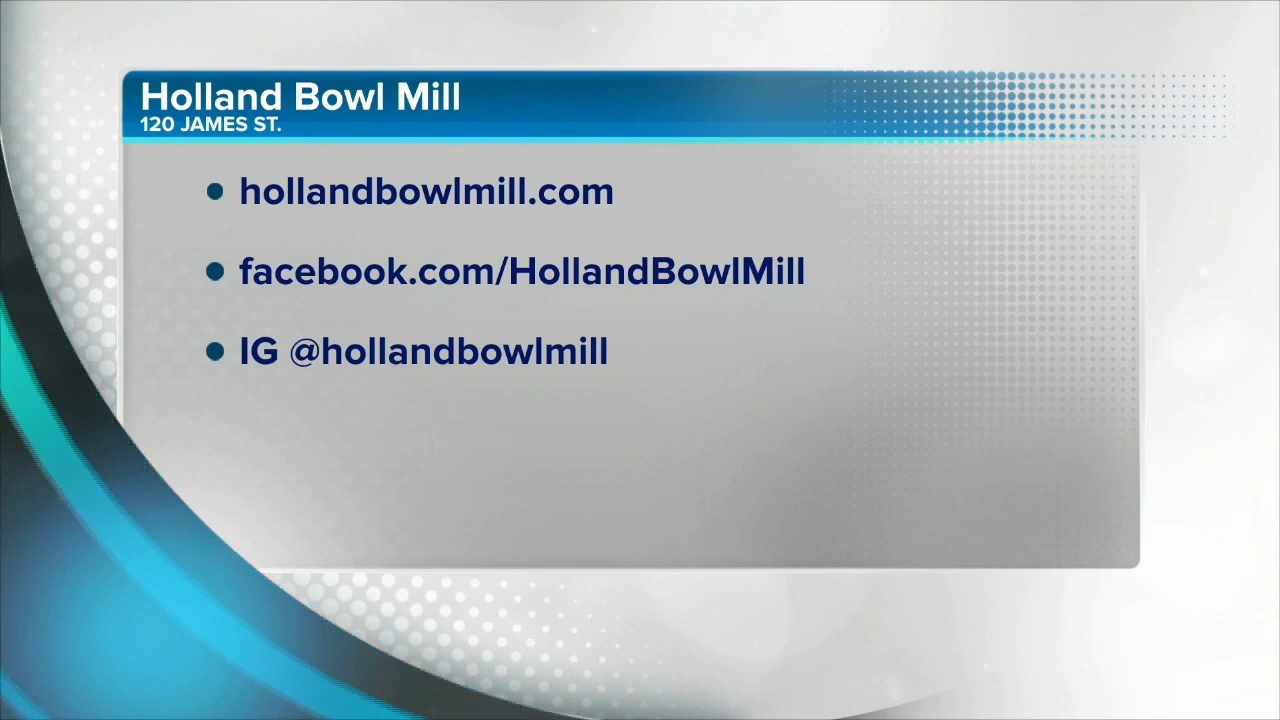 Holland Bowl Mill
120 JAMES ST.
• hollandbowlmill.com
• facebook.com/HollandBowlMill
• IG @hollandbowlmill